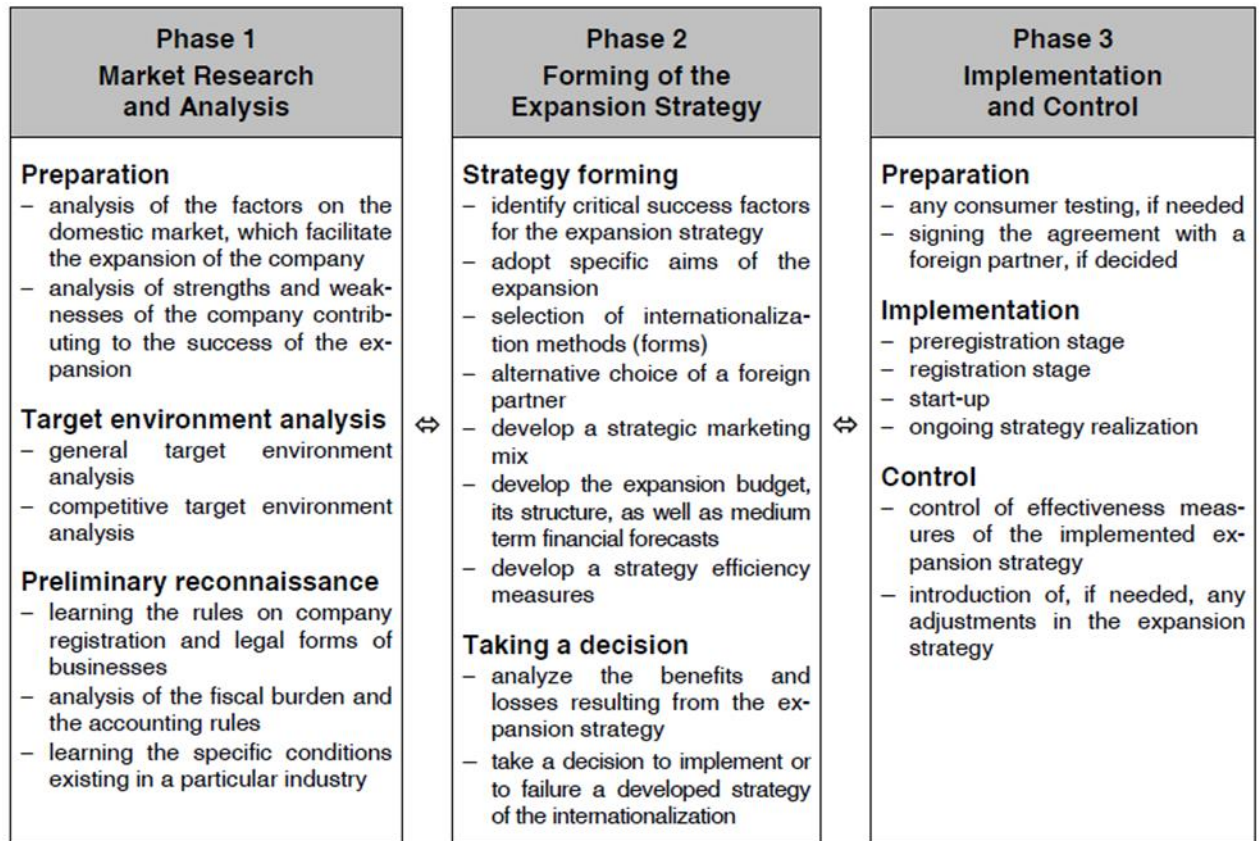 Phase 1
Market Research
and Analysis
Preparation
– analysis of the factors on the
domestic market, which facilitate
the expansion of the company
– analysis of strengths and weak-
nesses of the company contrib-
uting to the success of the ex-
pansion
Target environment analysis
– general target environment
analysis
– competitive target environment
analysis
Preliminary reconnaissance
– learning the rules on company
registration and legal forms of
businesses
– analysis of the fiscal burden and
the accounting rules
– learning the specific conditions
existing in a particular industry
⇔
Phase 2
Forming of the
Expansion Strategy
Strategy forming
– identify critical success factors
for the expansion strategy
– adopt specific aims of the
expansion
– selection of internationaliza-
tion methods (forms)
– alternative choice of a foreign
partner
– develop a strategic marketing
mix
– develop the expansion budget,
its structure, as well as medium
term financial forecasts
– develop a strategy efficiency
measures
Taking a decision
– analyze the benefits and
losses resulting from the ex-
pansion strategy
– take a decision to implement or
to failure a developed strategy
of the internationalization
⇔
Phase 3
Implementation
and Control
Preparation
– any consumer testing, if needed
– signing the agreement with a
foreign partner, if decided
Implementation
– preregistration stage
– registration stage
– start-up
– ongoing strategy realization
Control
– control of effectiveness meas-
ures of the implemented ex-
pansion strategy
– introduction of, if needed, any
adjustments in the expansion
strategy